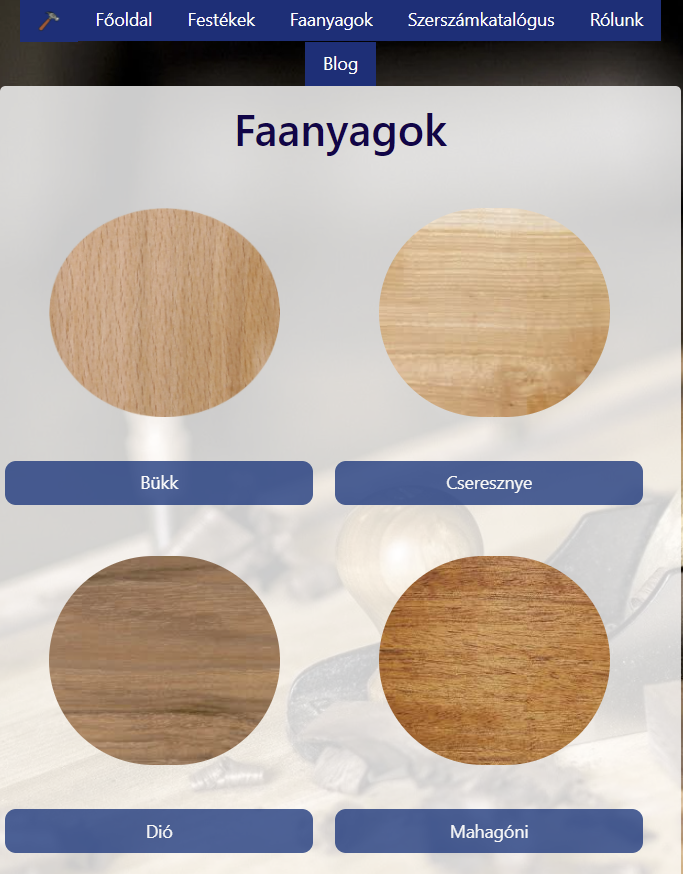 Főoldal Festékek Faanyagok Szerszámkatalógus Rólunk
Blog
Faanyagok
Bükk Cseresznye
Dió Mahagóni